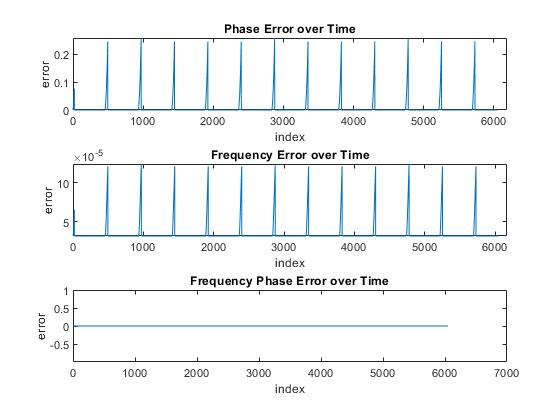 Phase Error over Time
0.2
0.1
0
error
0 1000 2000 3000 4000 5000 6000
index
×10⁻⁵
Frequency Error over Time
10
5
error
0 1000 2000 3000 4000 5000 6000
index
Frequency Phase Error over Time
1
0.5
0
-0.5
error
0 1000 2000 3000 4000 5000 6000 7000
index